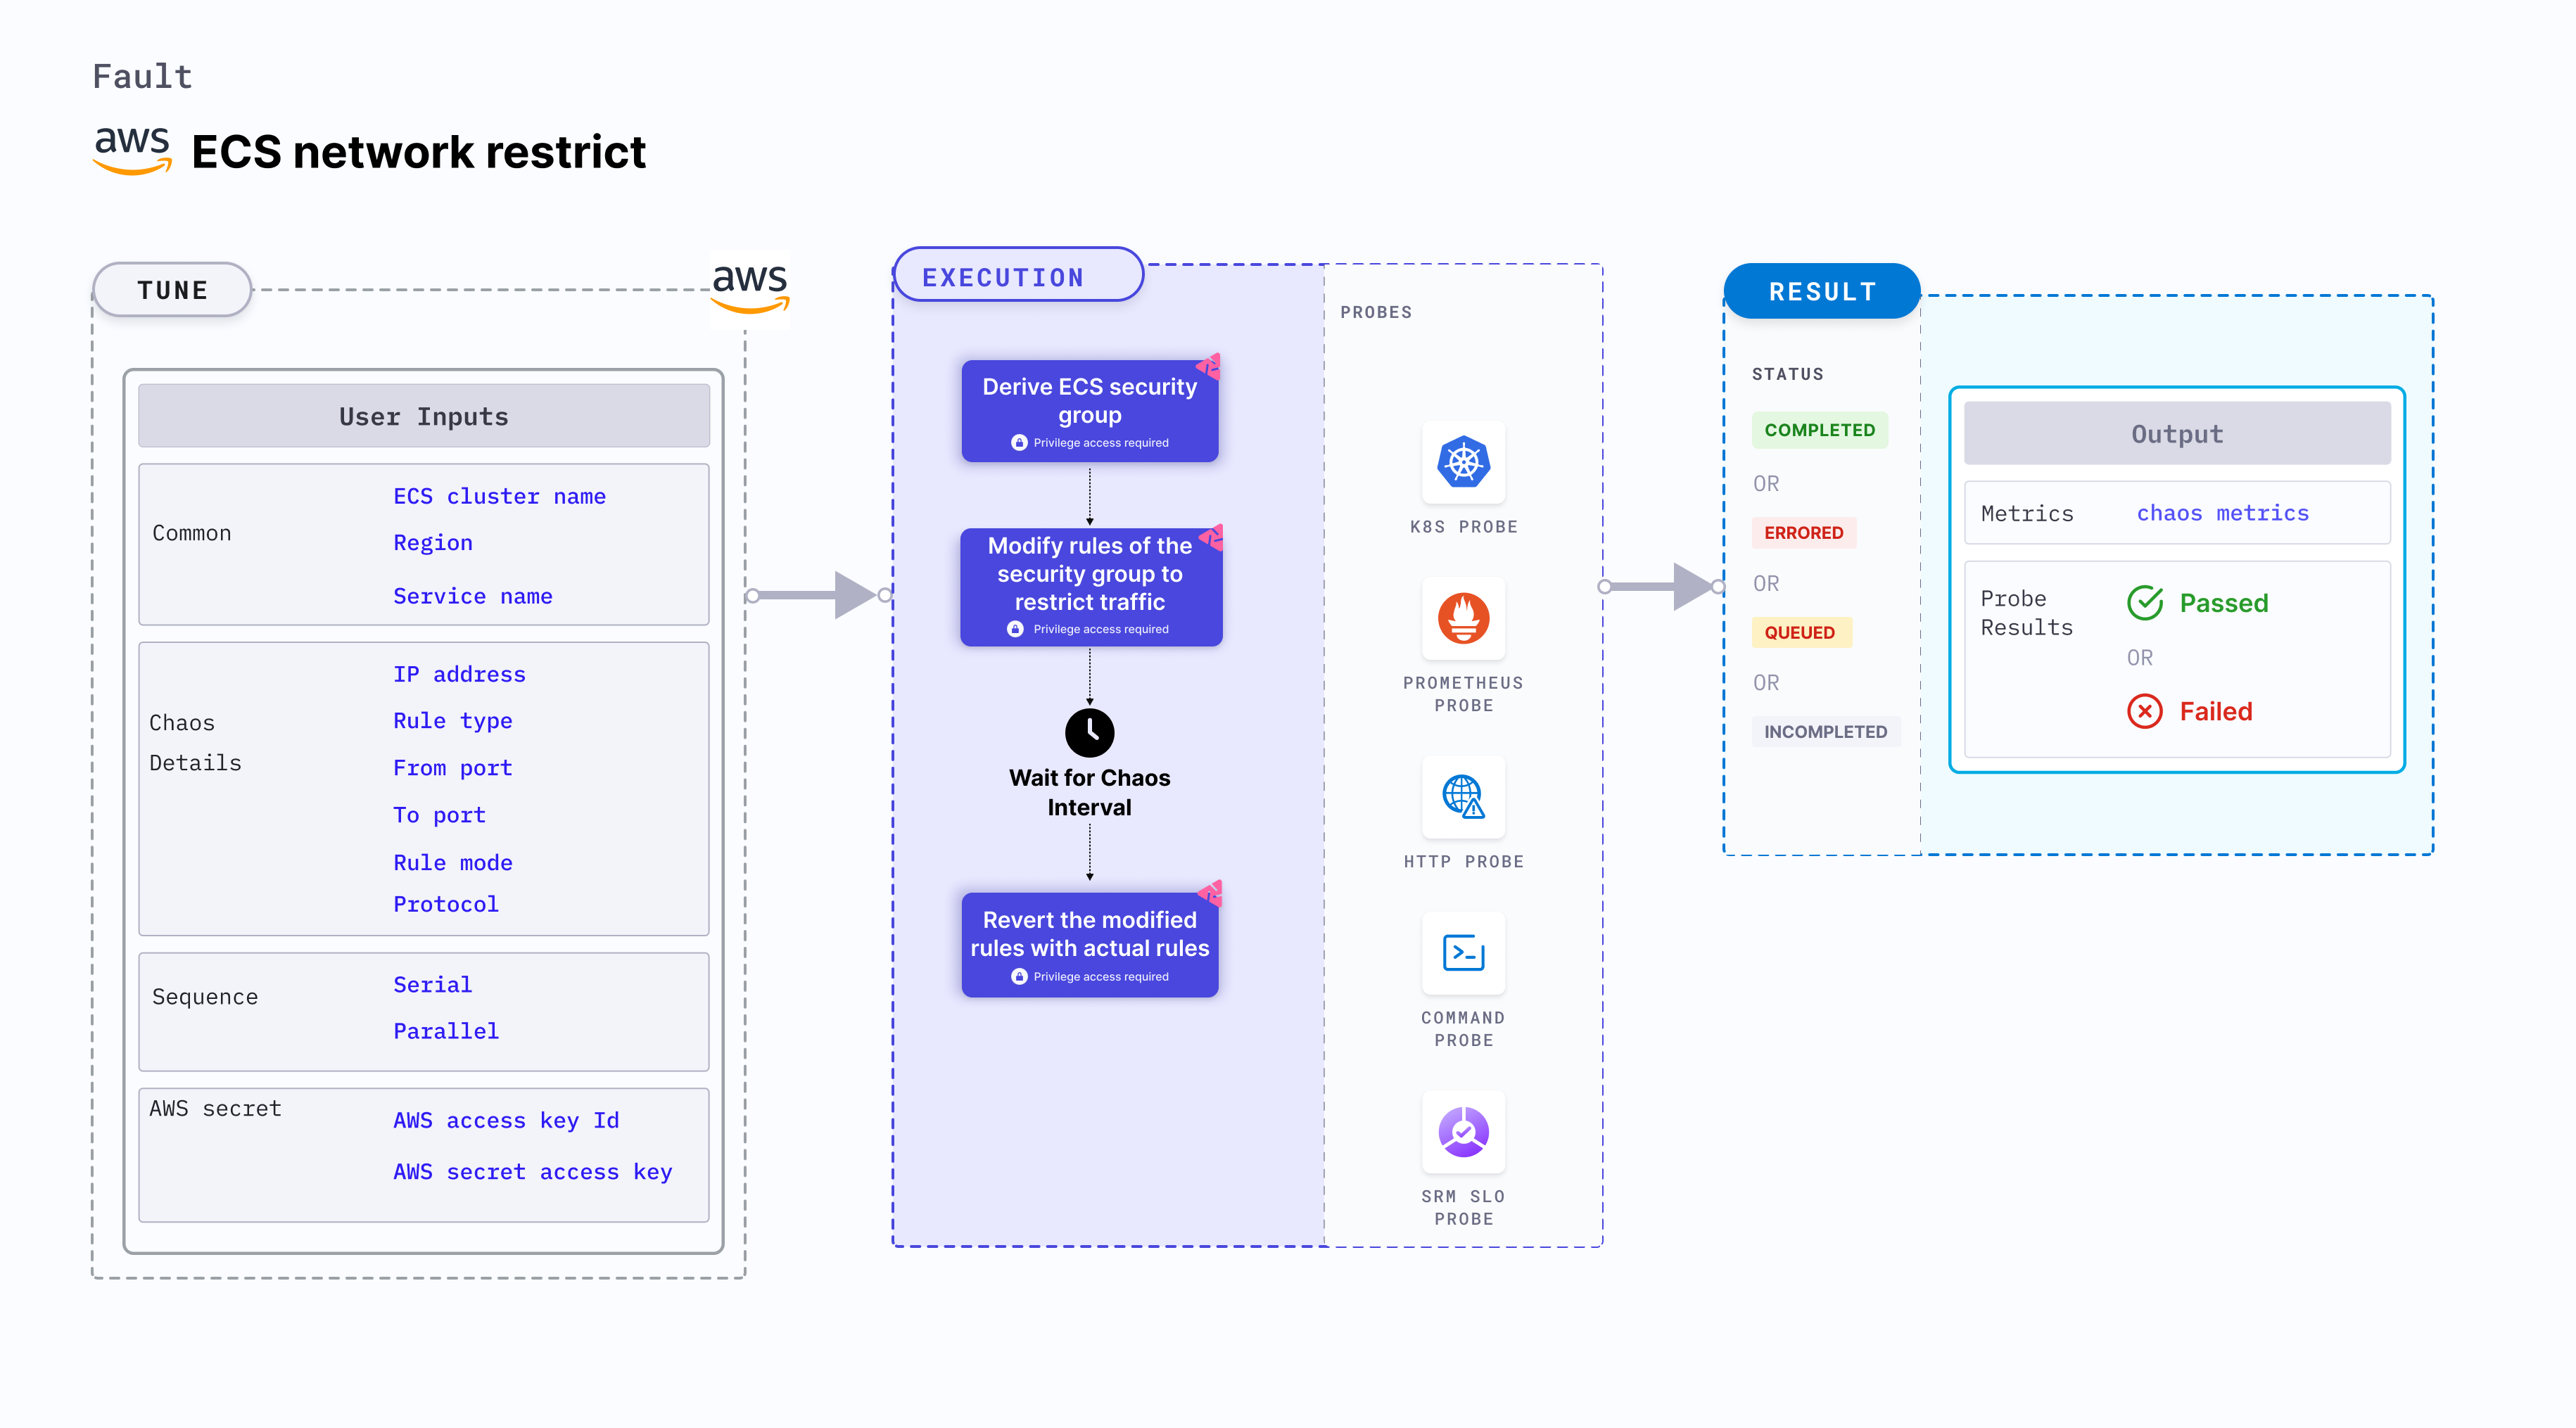 Fault
aws
ECS network restrict
TUNE
aws
User Inputs
Common
ECS cluster name
Region
Service name
Chaos
Details
IP address
Rule type
From port
To port
Rule mode
Protocol
Sequence
Serial
Parallel
AWS secret
AWS access key Id
AWS secret access key
EXECUTION
Derive ECS security
group
Privilege access required
Modify rules of the
security group to
restrict traffic
Privilege access required
Wait for Chaos
Interval
Revert the modified
rules with actual rules
Privilege access required
PROBES
K8S PROBE
PROMETHEUS
PROBE
HTTP PROBE
COMMAND
PROBE
SRM SLO
PROBE
RESULT
STATUS
COMPLETED
OR
ERRORED
OR
QUEUED
OR
INCOMPLETED
Output
Metrics
chaos metrics
Probe
Results
Passed
OR
Failed